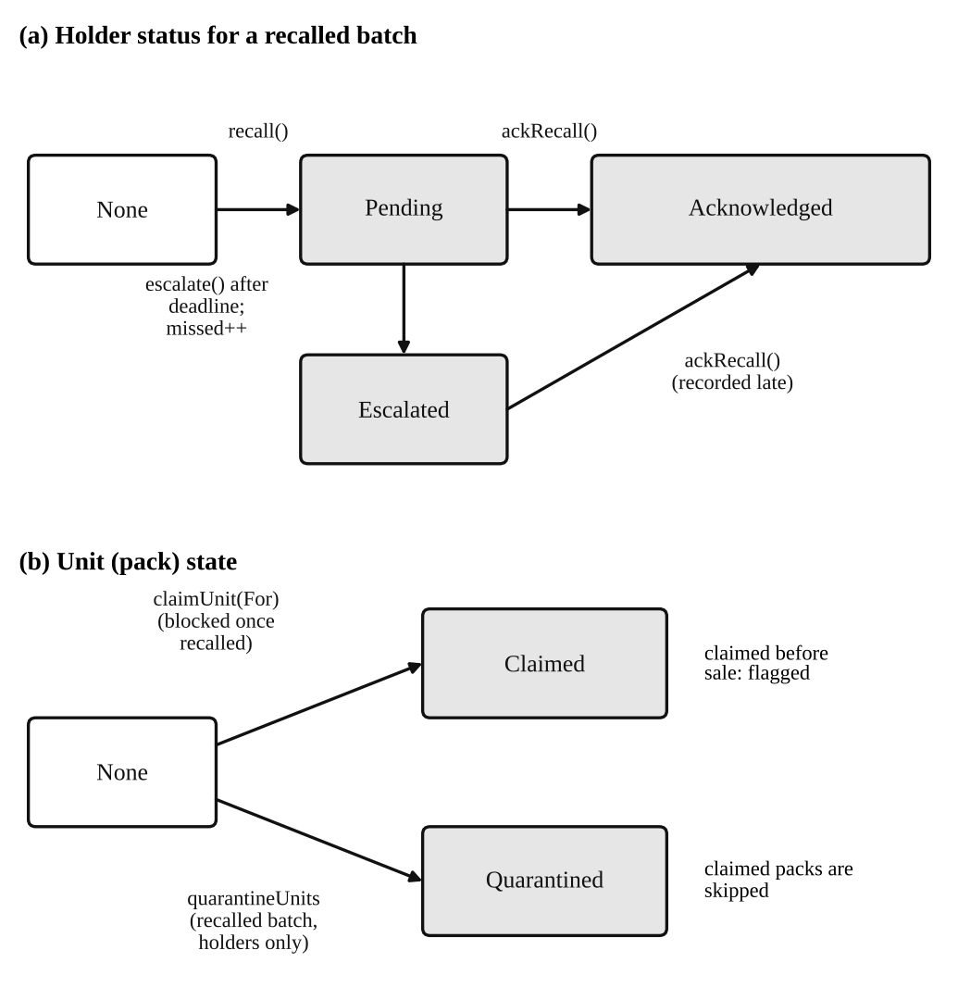 (a) Holder status for a recalled batch
recall()
ackRecall()
None
Pending
Acknowledged
escalate() after
deadline;
missed++
ackRecall()
(recorded late)
Escalated
(b) Unit (pack) state
claimUnit(For)
(blocked once
recalled)
Claimed
claimed before
sale: flagged
None
Quarantined
claimed packs are
skipped
quarantineUnits
(recalled batch,
holders only)